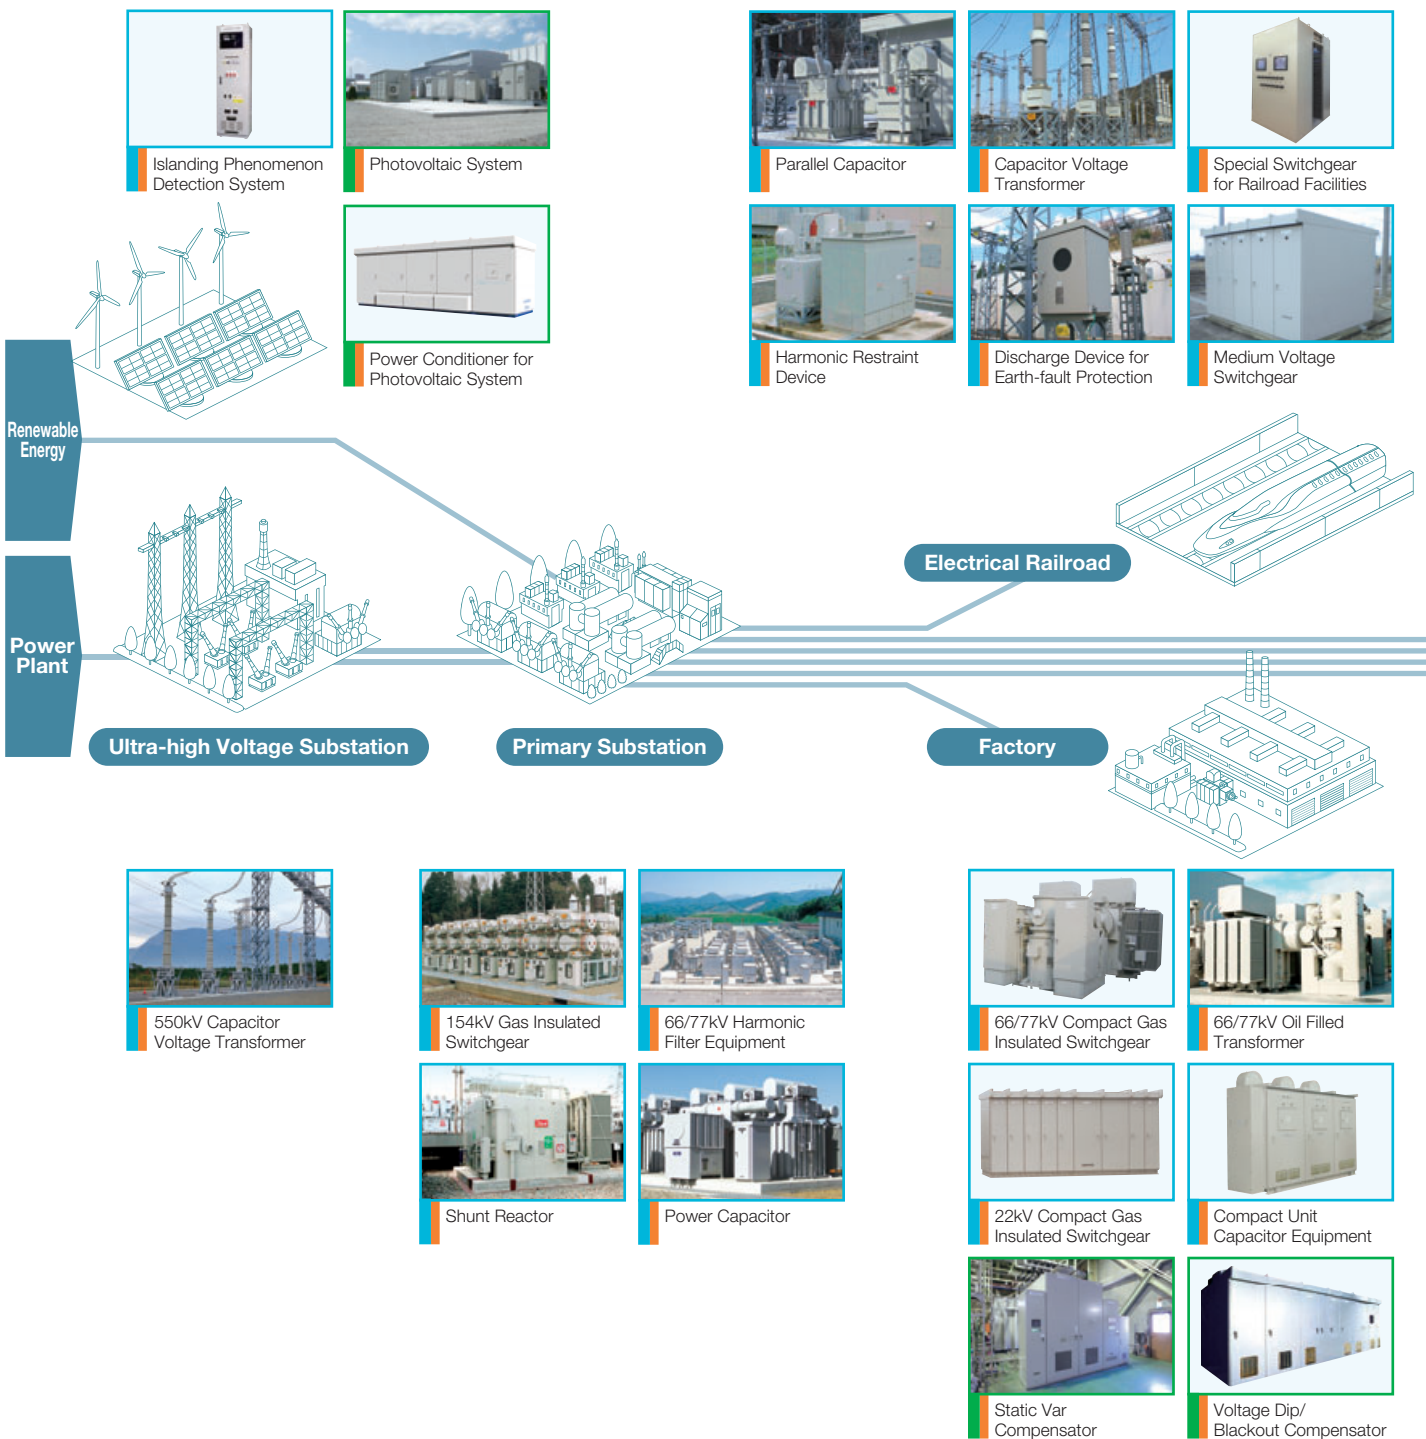 Islanding Phenomenon
Detection System
Photovoltaic System
Parallel Capacitor
Capacitor Voltage
Transformer
Special Switchgear
for Railroad Facilities
Power Conditioner for
Photovoltaic System
Harmonic Restraint
Device
Discharge Device for
Earth-fault Protection
Medium Voltage
Switchgear
Renewable
Energy
Electrical Railroad
Power
Plant
Ultra-high Voltage Substation
Primary Substation
Factory
550kV Capacitor
Voltage Transformer
154kV Gas Insulated
Switchgear
66/77kV Harmonic
Filter Equipment
66/77kV Compact Gas
Insulated Switchgear
66/77kV Oil Filled
Transformer
Shunt Reactor
Power Capacitor
22kV Compact Gas
Insulated Switchgear
Compact Unit
Capacitor Equipment
Static Var
Compensator
Voltage Dip/
Blackout Compensator